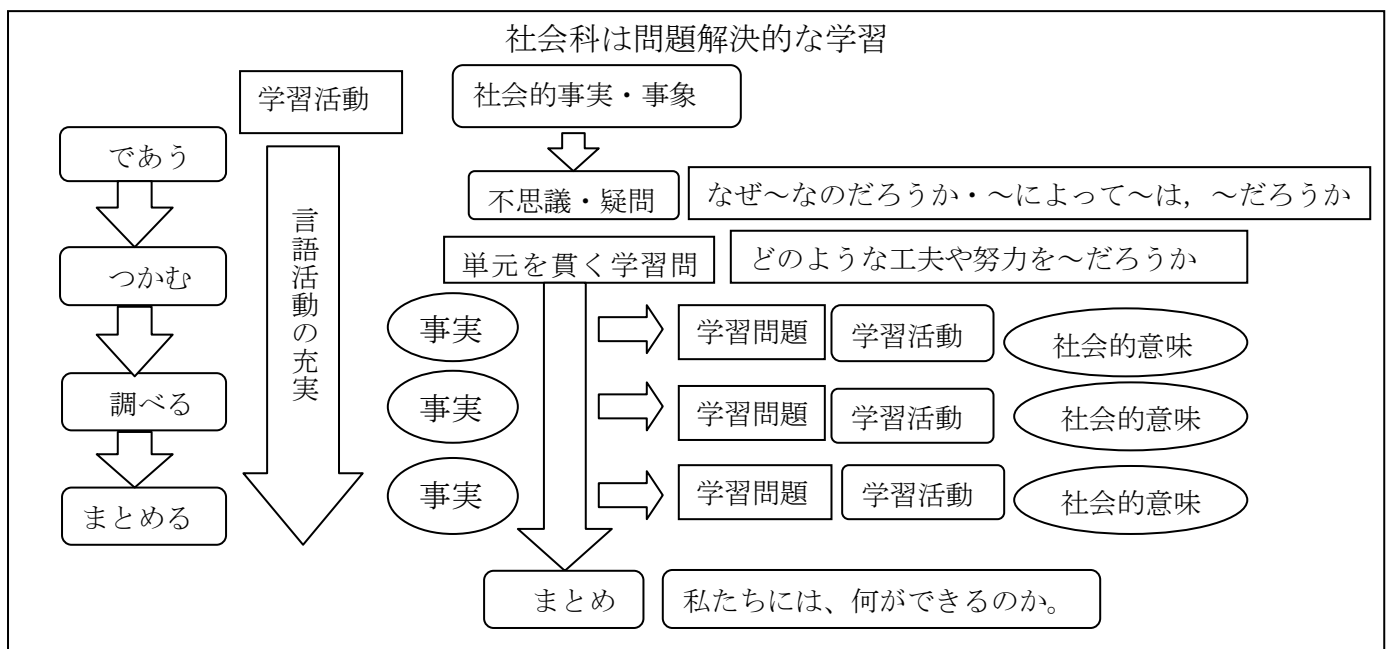 社会科は問題解決的な学習
学習活動
社会的事実・事象
であう
不思議・疑問
なぜ～なのだろうか・～によって～は，～だろうか
言語活動の充実
単元を貫く学習問
どのような工夫や努力を～だろうか
つかむ
事実
学習問題
学習活動
社会的意味
調べる
事実
学習問題
学習活動
社会的意味
まとめる
事実
学習問題
学習活動
社会的意味
まとめ
私たちには、何ができるのか。